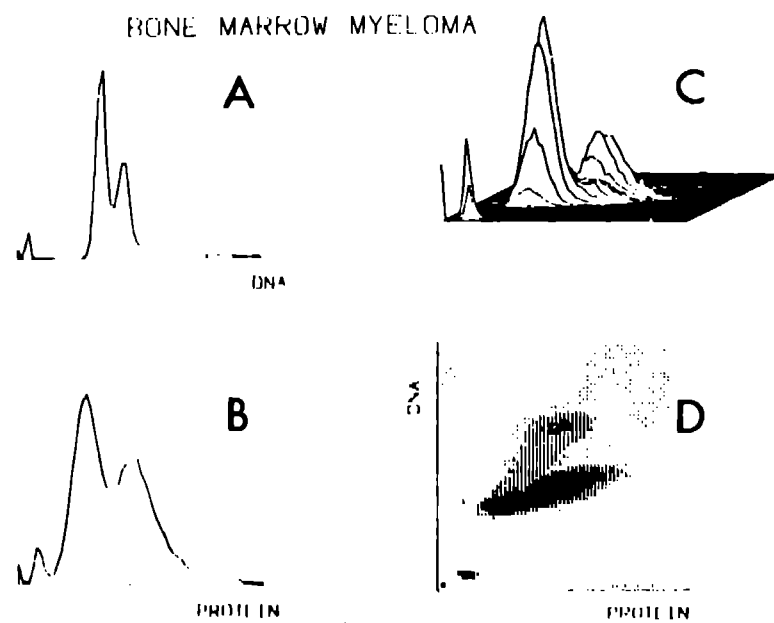 BONE MARROW MYELOMA
A
C
DNA
B
DNA
D
PROTEIN
PROTEIN